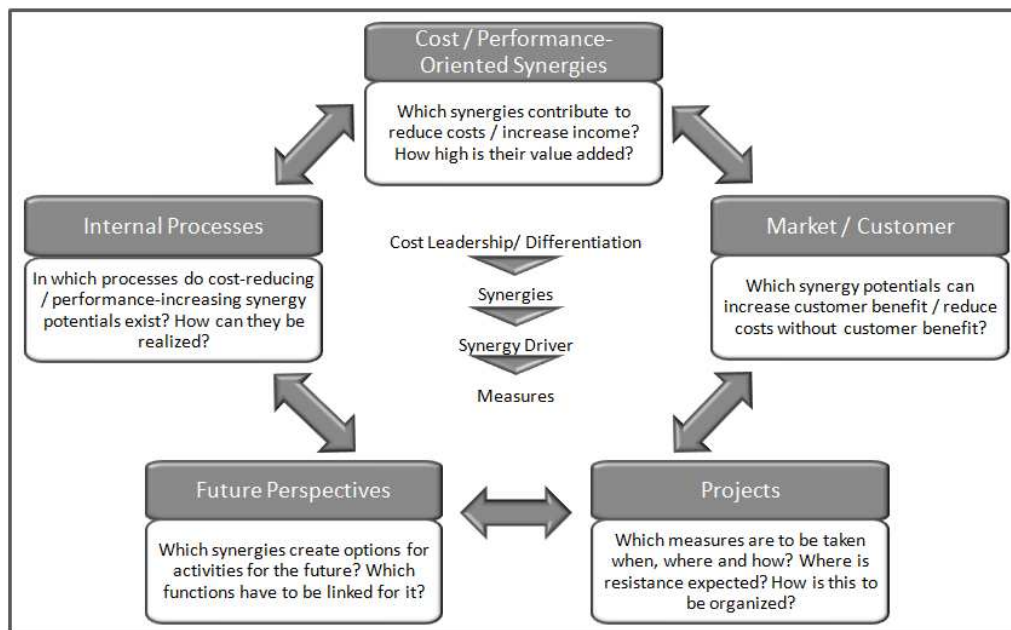 Cost / Performance-
Oriented Synergies
Which synergies contribute to
reduce costs / increase income?
How high is their value added?
Internal Processes
In which processes do cost-reducing
/ performance-increasing synergy
potentials exist? How can they be
realized?
Cost Leadership/ Differentiation
Synergies
Synergy Driver
Measures
Market / Customer
Which synergy potentials can
increase customer benefit / reduce
costs without customer benefit?
Future Perspectives
Which synergies create options for
activities for the future? Which
functions have to be linked for it?
Projects
Which measures are to be taken
when, where and how? Where is
resistance expected? How is this to
be organized?